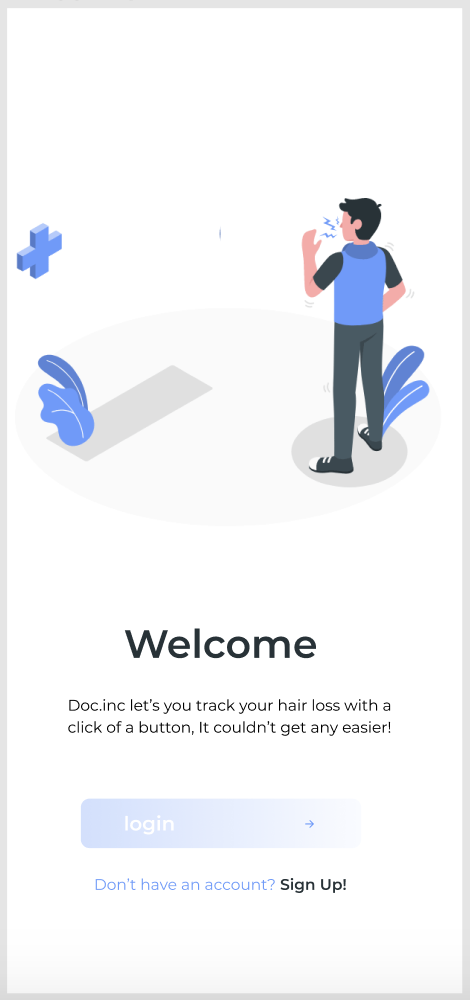 Welcome
Doc.inc let's you track your hair loss with a
click of a button, It couldn't get any easier!
login
Don't have an account? Sign Up!